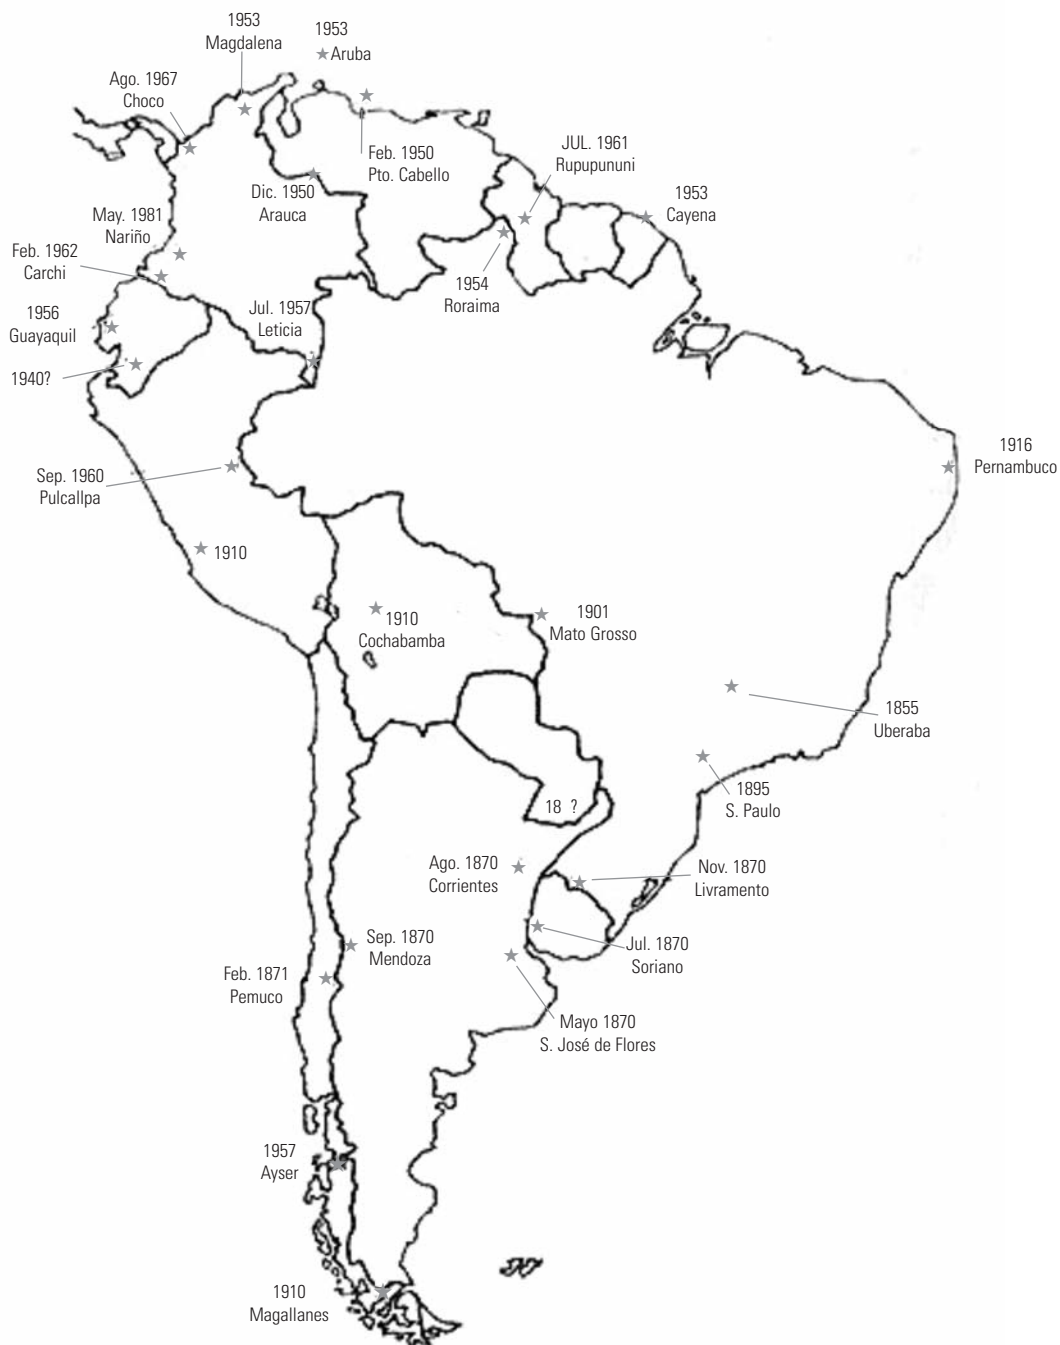 1953
Magdalena
1953
Aruba
Ago. 1967
Choco
Feb. 1950
Pto. Cabello
JUL. 1961
Rupupununi
Dic. 1950
Arauca
1953
Cayena
May. 1981
Nariño
Feb. 1962
Carchi
1954
Roraima
1956
Guayaquil
Jul. 1957
Leticia
1940?
1916
Pernambuco
Sep. 1960
Pulcallpa
1910
1910
Cochabamba
1901
Mato Grosso
1855
Uberaba
1895
S. Paulo
18 ?
Ago. 1870
Corrientes
Nov. 1870
Livramento
Sep. 1870
Mendoza
Jul. 1870
Soriano
Feb. 1871
Pemuco
Mayo 1870
S. José de Flores
1957
Ayser
1910
Magallanes